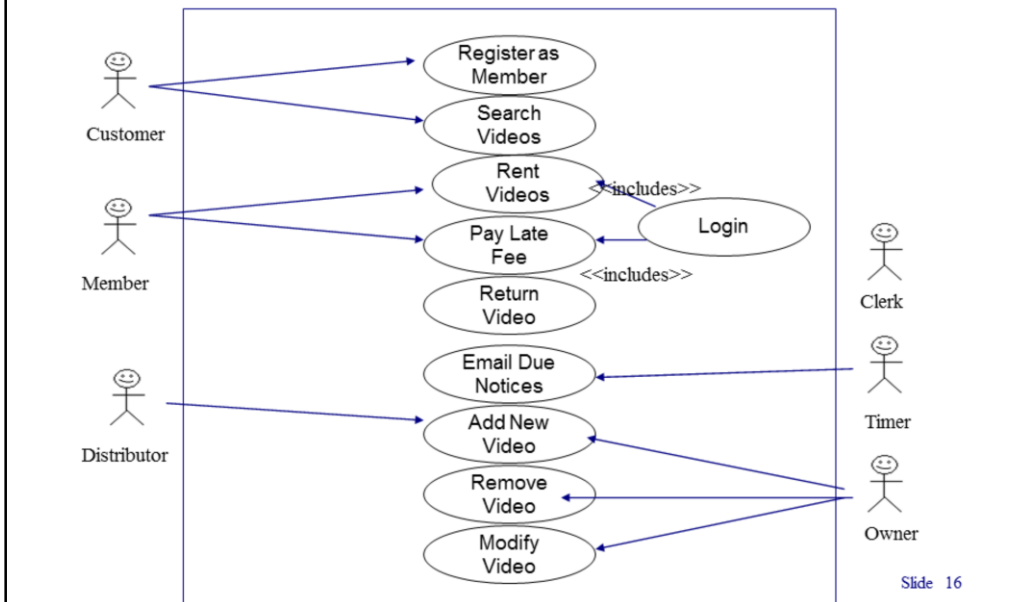 Register as
Member
Customer
Search
Videos
Rent
Videos
<<includes>>
Login
Pay Late
Fee
<<includes>>
Member
Return
Video
Clerk
Email Due
Notices
Timer
Add New
Video
Distributor
Remove
Video
Owner
Modify
Video
Slide 16